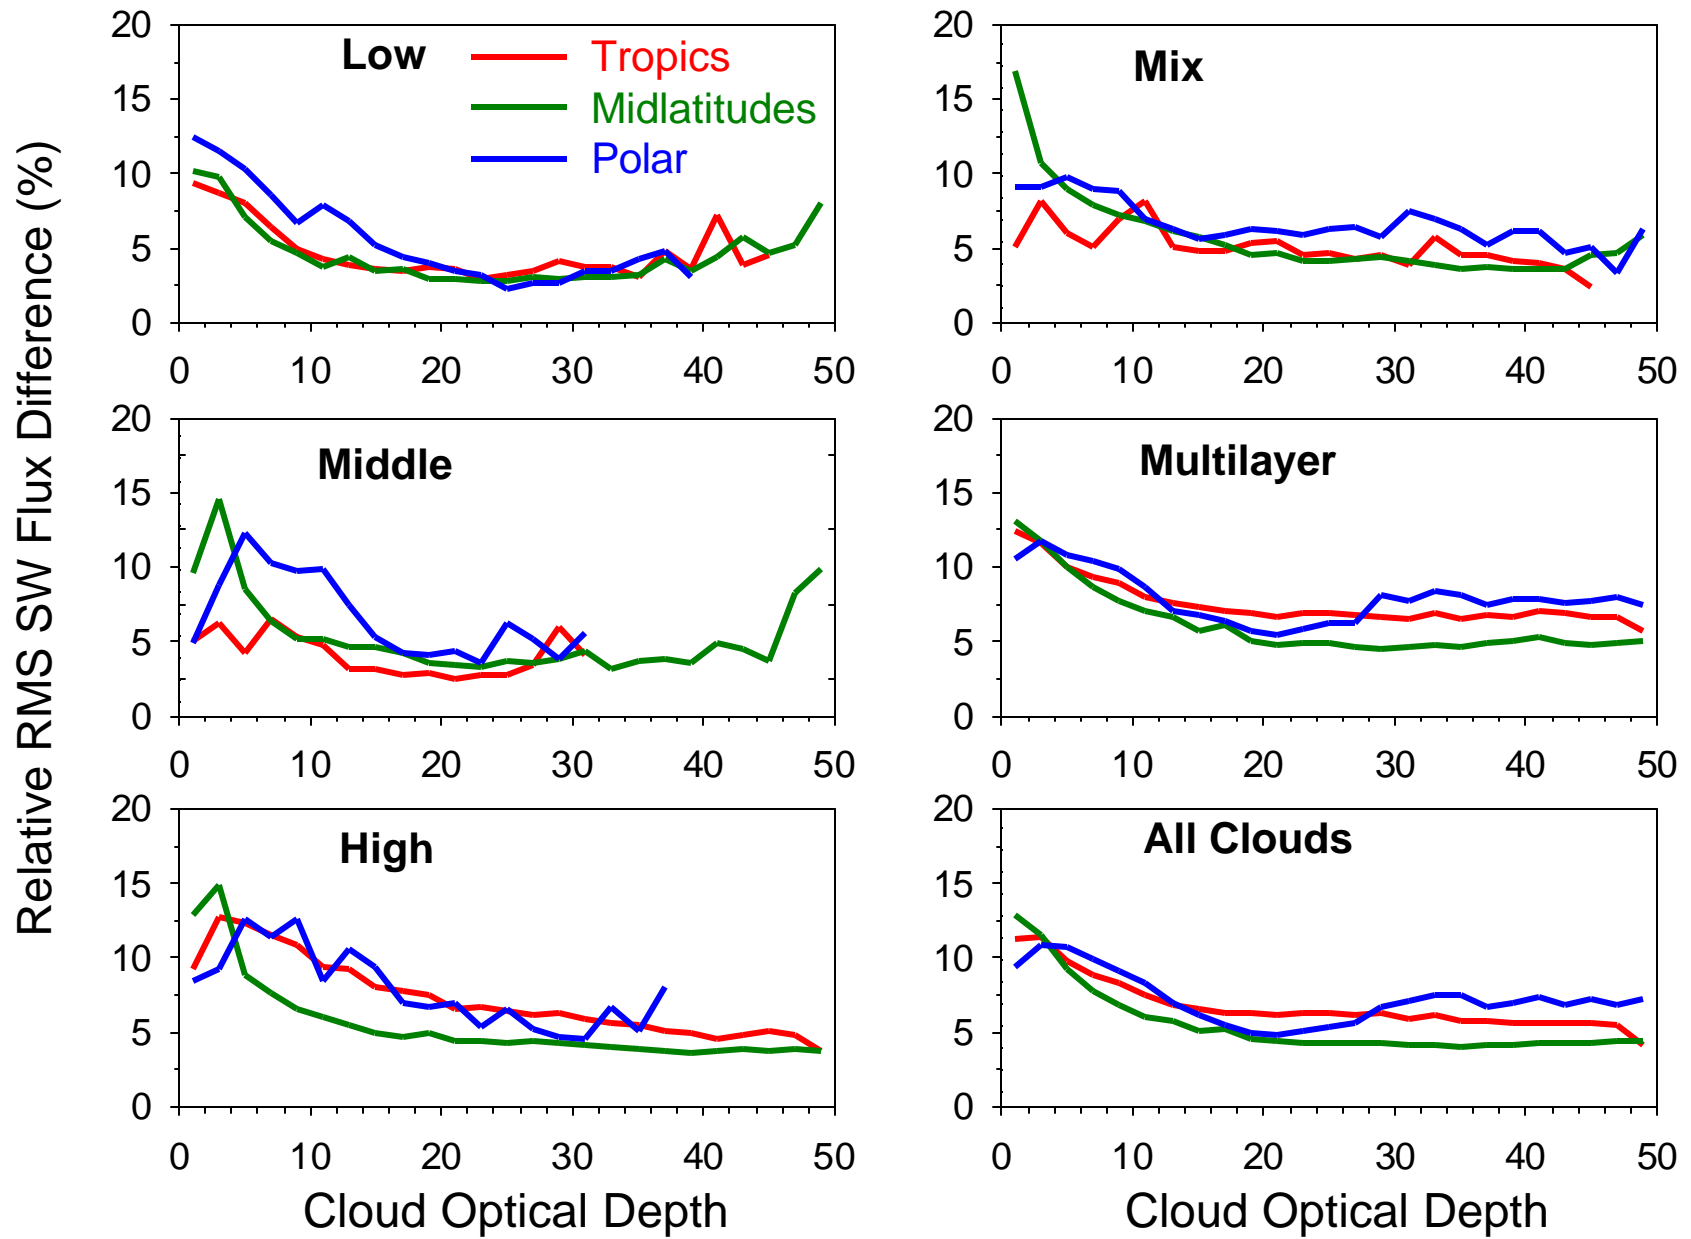 Relative RMS SW Flux Difference (%)
Low
Tropics
Midlatitudes
Polar
20
15
10
5
0
0 10 20 30 40 50
Mix
20
15
10
5
0
0 10 20 30 40 50
Middle
20
15
10
5
0
0 10 20 30 40 50
Multilayer
20
15
10
5
0
0 10 20 30 40 50
High
20
15
10
5
0
0 10 20 30 40 50
Cloud Optical Depth
All Clouds
20
15
10
5
0
0 10 20 30 40 50
Cloud Optical Depth